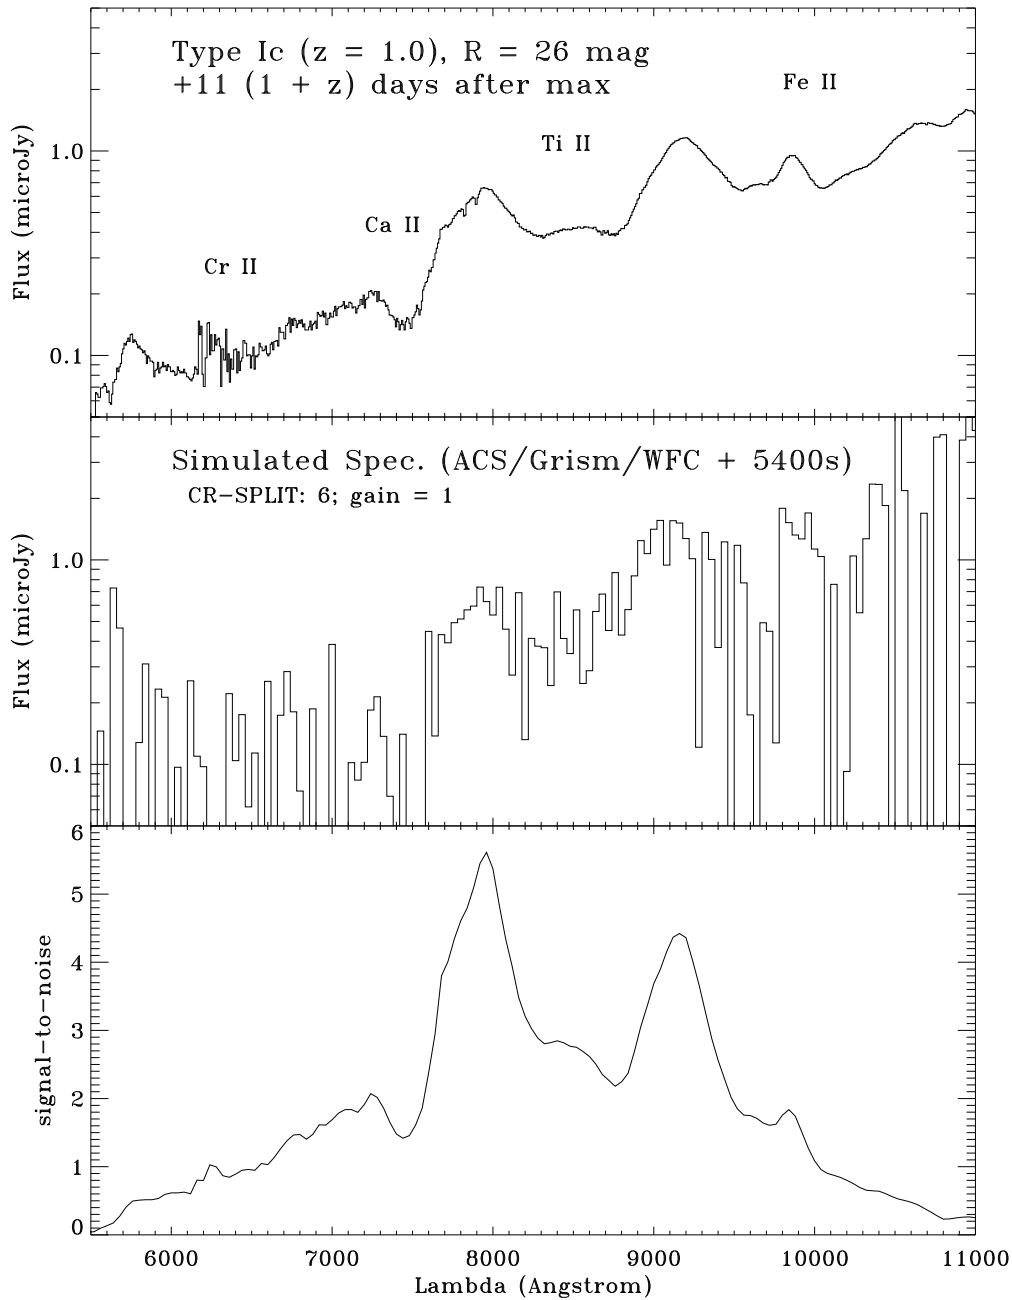 Type Ic (z = 1.0), R = 26 mag
+11 (1 + z) days after max
Fe II
Ti II
Ca II
Cr II
1.0
0.1
Flux (microJy)
Simulated Spec. (ACS/Grism/WFC + 5400s)
CR-SPLIT: 6; gain = 1
1.0
0.1
Flux (microJy)
6
5
4
3
2
1
0
signal-to-noise
6000 7000 8000 9000 10000 11000
Lambda (Angstrom)